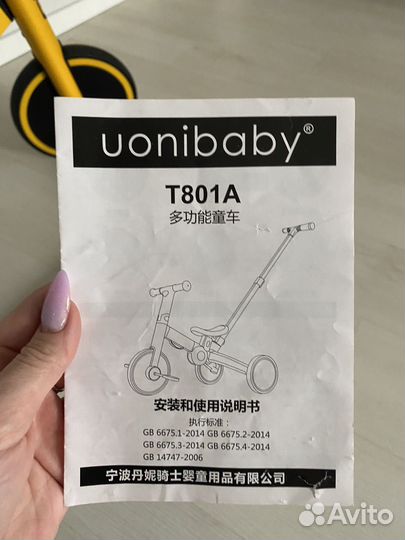 uonibaby®
T801A
多功能童车
安装和使用说明书
执行标准：
GB 6675.1-2014 GB 6675.2-2014
GB 6675.3-2014 GB 6675.4-2014
GB 14747-2006
宁波丹妮骑士婴童用品有限公司
Avito